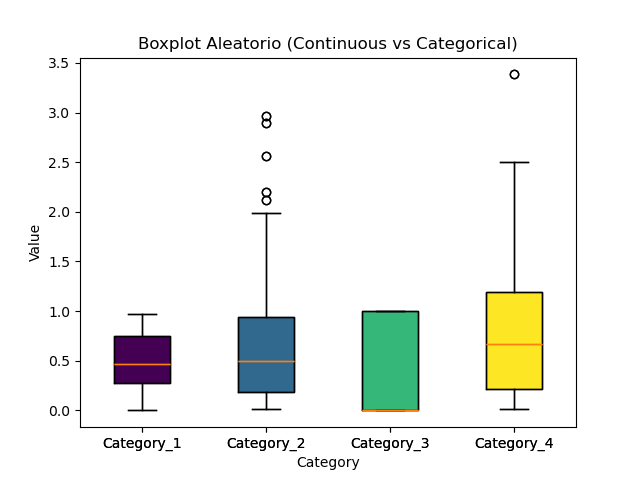 Boxplot Aleatorio (Continuous vs Categorical)
3.5
3.0
2.5
2.0
1.5
1.0
0.5
0.0
Value
Category_1 Category_2 Category_3 Category_4
Category